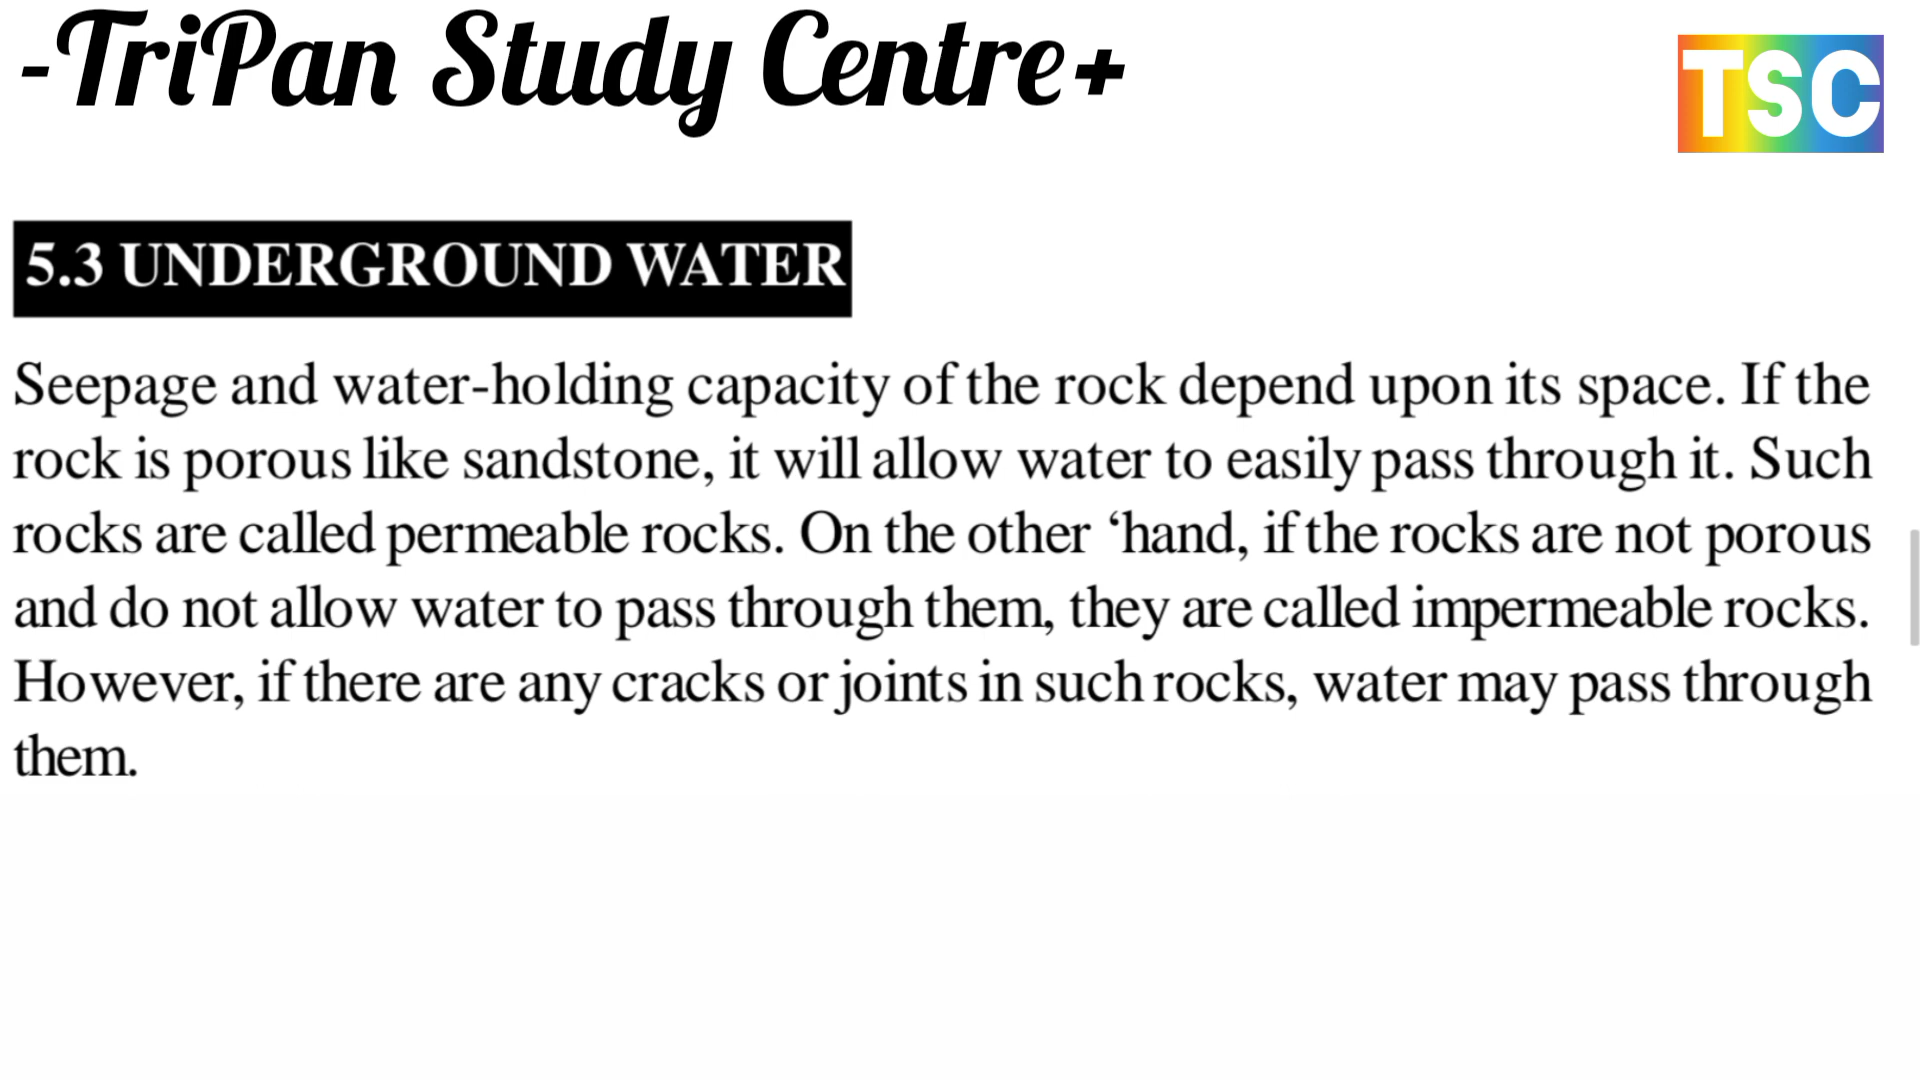 -TriPan Study Centre+
TSC
5.3 UNDERGROUND WATER
Seepage and water-holding capacity of the rock depend upon its space. If the
rock is porous like sandstone, it will allow water to easily pass through it. Such
rocks are called permeable rocks. On the other ‘hand, if the rocks are not porous
and do not allow water to pass through them, they are called impermeable rocks.
However, if there are any cracks or joints in such rocks, water may pass through
them.